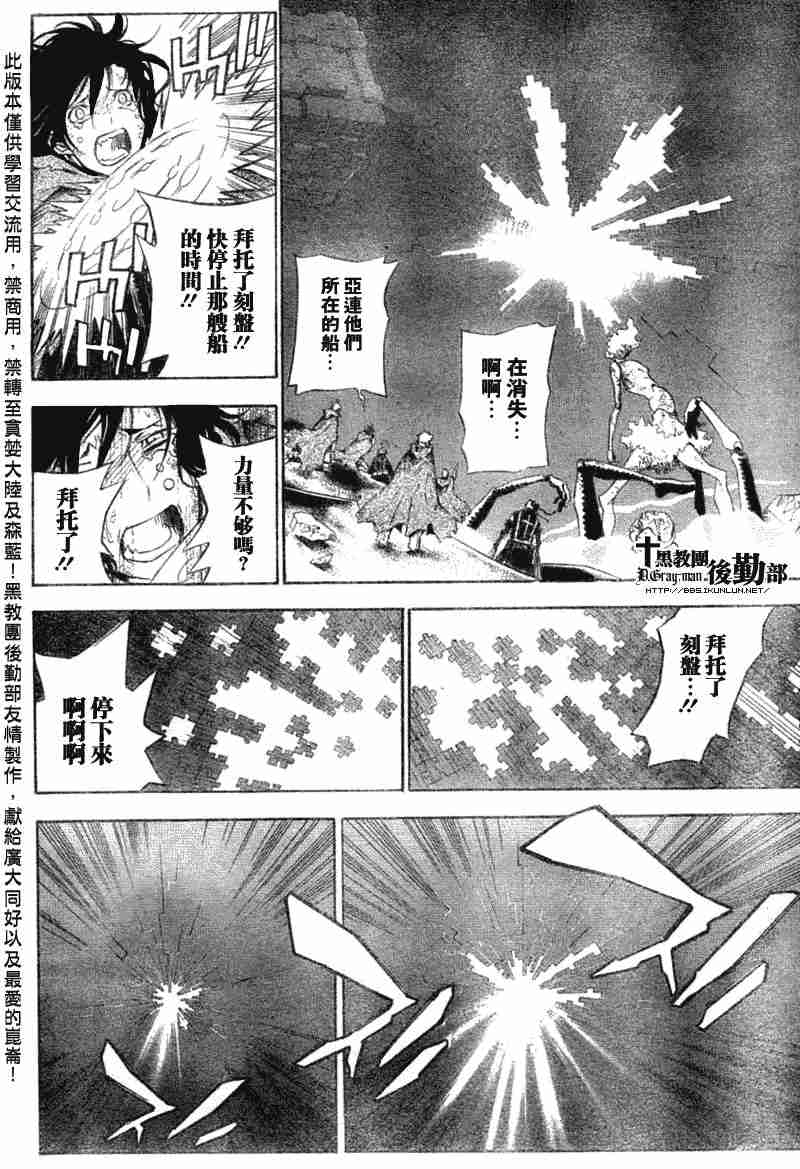 在消失…
啊啊…
亞連他們
所在的船…
拜托了刻盤!!
快停止那艘船
的時間!!
力量不够嗎?
拜托了!!
拜托了
刻盤…!!
停下來
啊啊啊
黑教團
D.Gray-man.後勤部
HTTP://BBS.IKUNLUN.NET/
此版本僅供學習交流用，禁商用，禁轉至貪婪大陸及森藍！黑教團後勤部友情製作，獻給廣大同好以及最愛的崑崙！